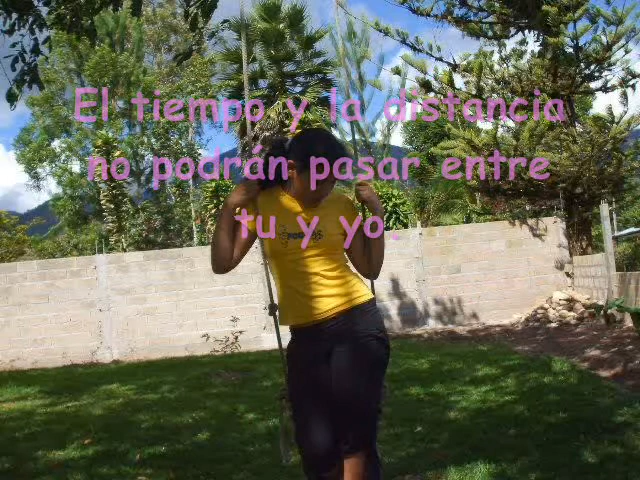 El tiempo y la distancia
no podrán pasar entre
tu y yo.